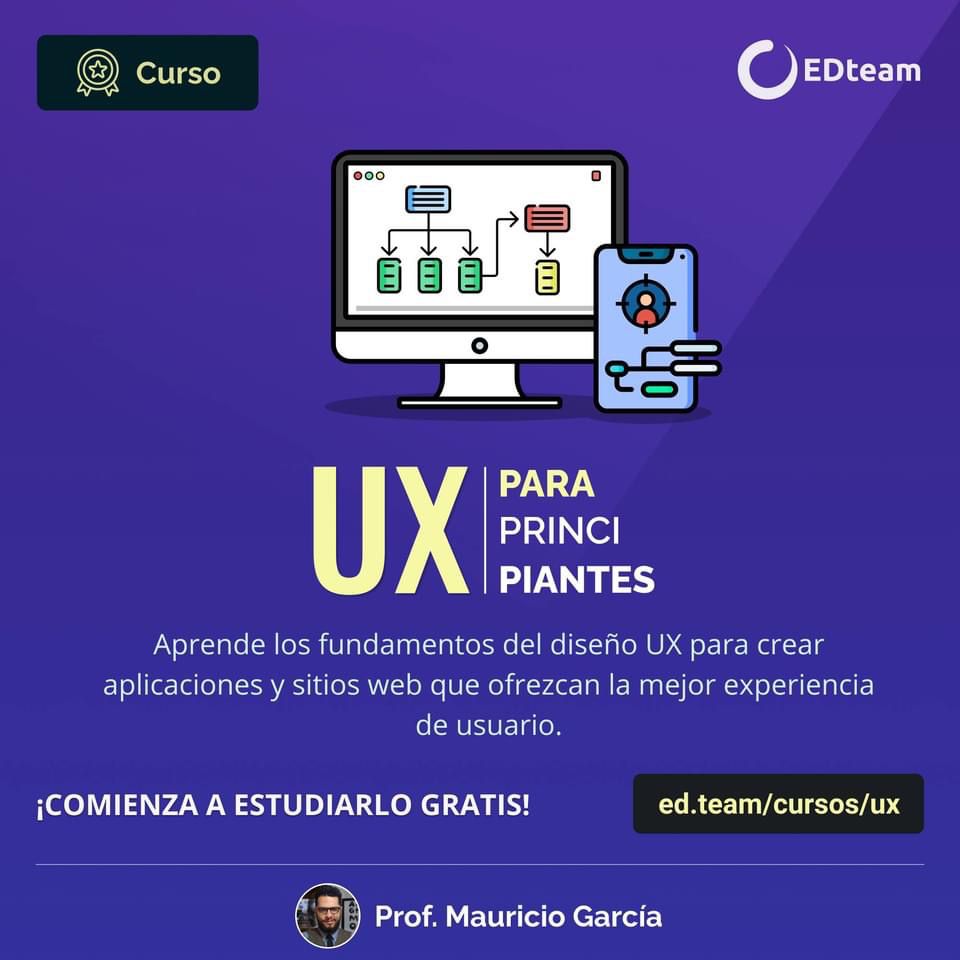 Curso
EDteam
UX
PARA
PRINCI
PIANTES
Aprende los fundamentos del diseño UX para crear
aplicaciones y sitios web que ofrezcan la mejor experiencia
de usuario.
¡COMIENZA A ESTUDIARLO GRATIS!
ed.team/cursos/ux
Prof. Mauricio García